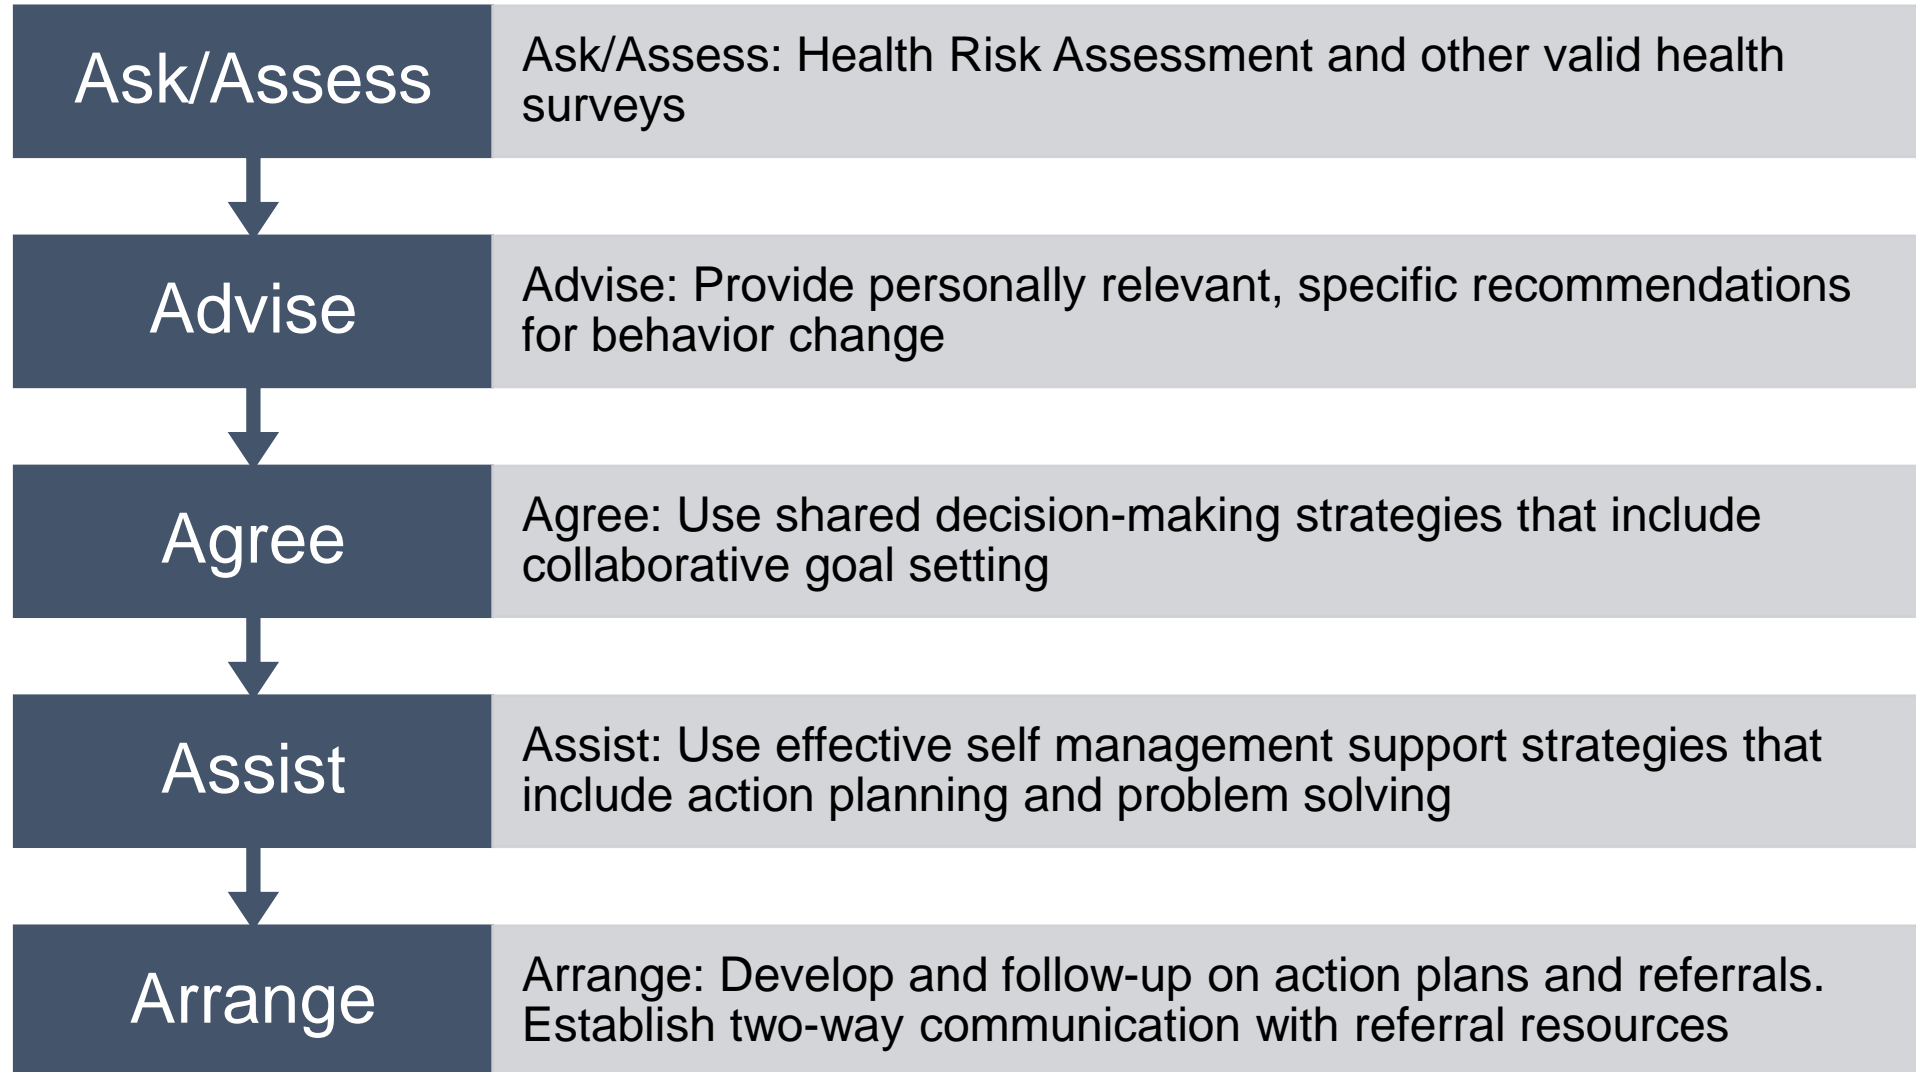 Ask/Assess
Ask/Assess: Health Risk Assessment and other valid health
surveys
Advise
Advise: Provide personally relevant, specific recommendations
for behavior change
Agree
Agree: Use shared decision-making strategies that include
collaborative goal setting
Assist
Assist: Use effective self management support strategies that
include action planning and problem solving
Arrange
Arrange: Develop and follow-up on action plans and referrals.
Establish two-way communication with referral resources